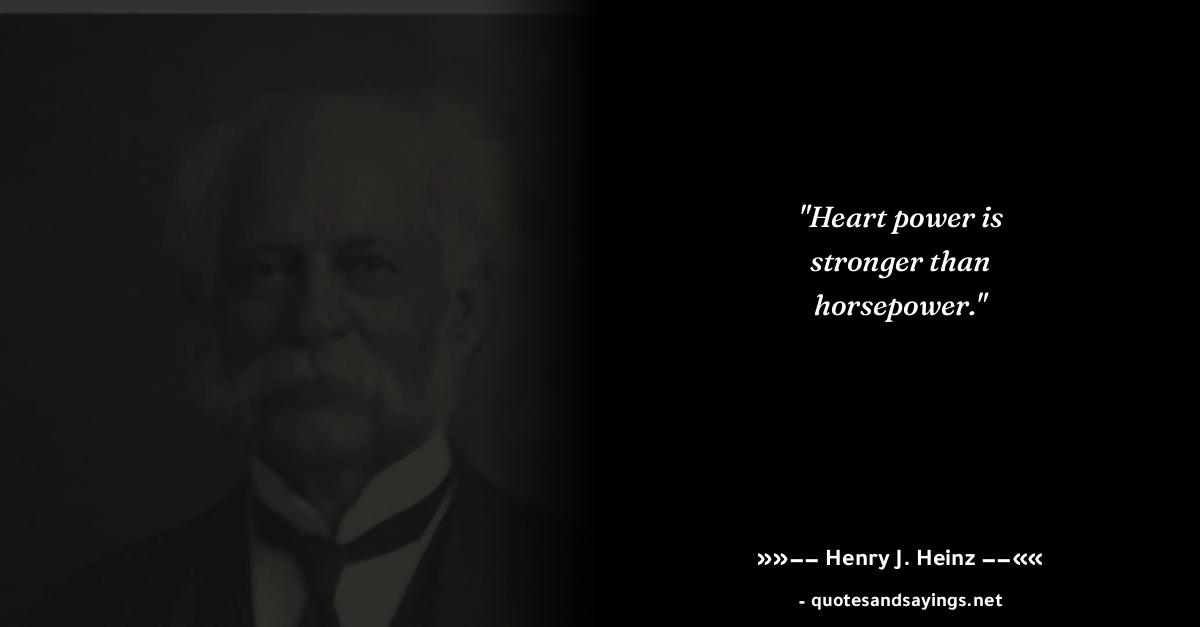 "Heart power is
stronger than
horsepower."
»»–– Henry J. Heinz ––««
- quotesandsayings.net